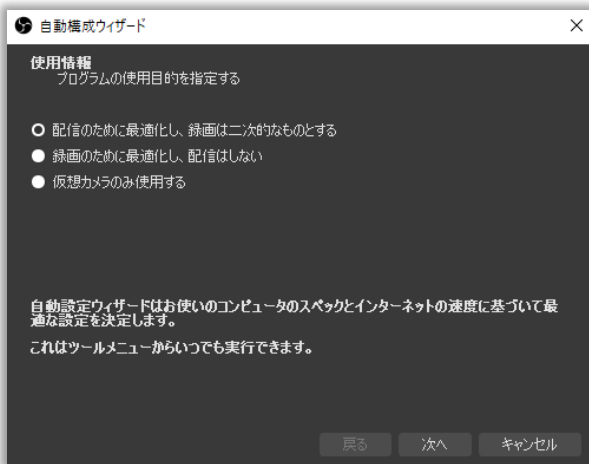 自動構成ウィザード
使用情報
プログラムの使用目的を指定する
配信のために最適化し、録画は二次的なものとする
録画のために最適化し、配信はしない
仮想カメラのみ使用する
自動設定ウィザードはお使いのコンピュータのスペックとインターネットの速度に基づいて最
適な設定を決定します。
これはツールメニューからいつでも実行できます。
戻る 次へ キャンセル